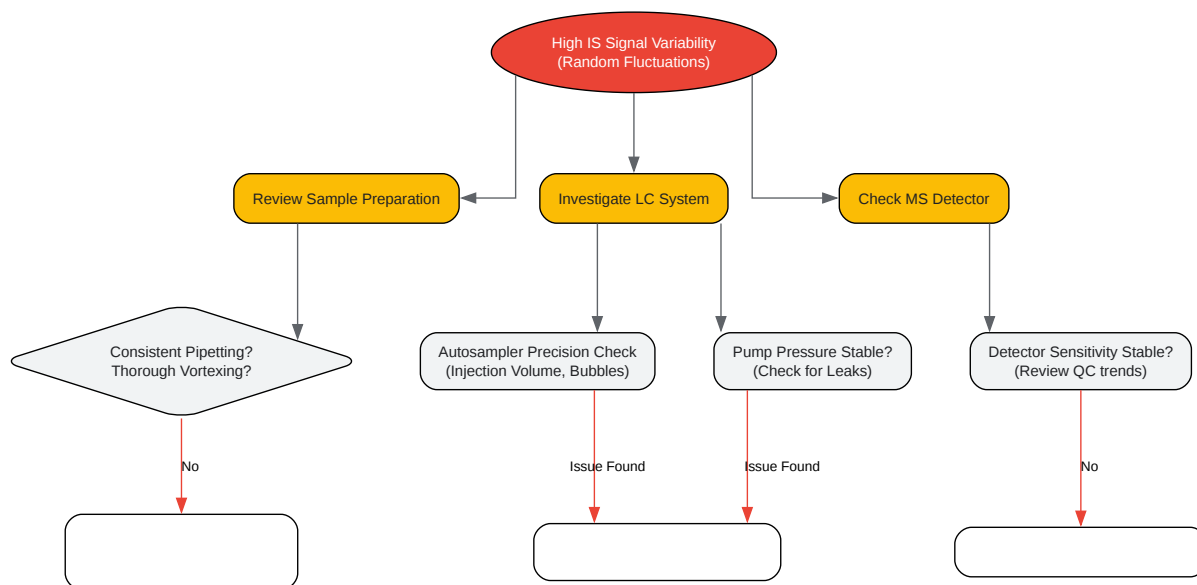 High IS Signal Variability
(Random Fluctuations)
Review Sample Preparation
Investigate LC System
Check MS Detector
Consistent Pipetting?
Thorough Vortexing?
Autosampler Precision Check
(Injection Volume, Bubbles)
Pump Pressure Stable?
(Check for Leaks)
Detector Sensitivity Stable?
(Review QC trends)
No
Issue Found
Issue Found
No